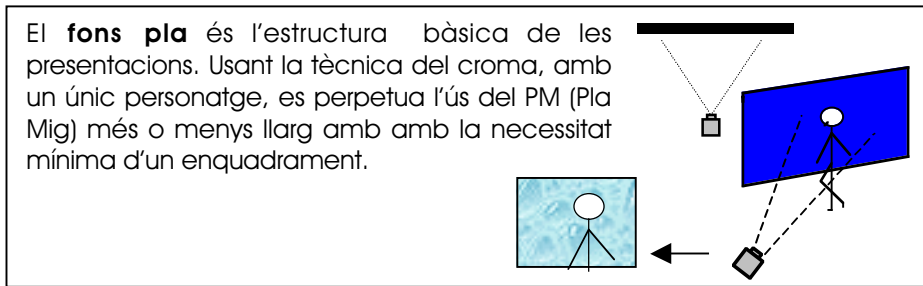 El fons pla és l’estructura bàsica de les
presentacions. Usant la tècnica del croma, amb
un únic personatge, es perpetua l’ús del PM (Pla
Mig) més o menys llarg amb amb la necessitat
mínima d’un enquadrament.